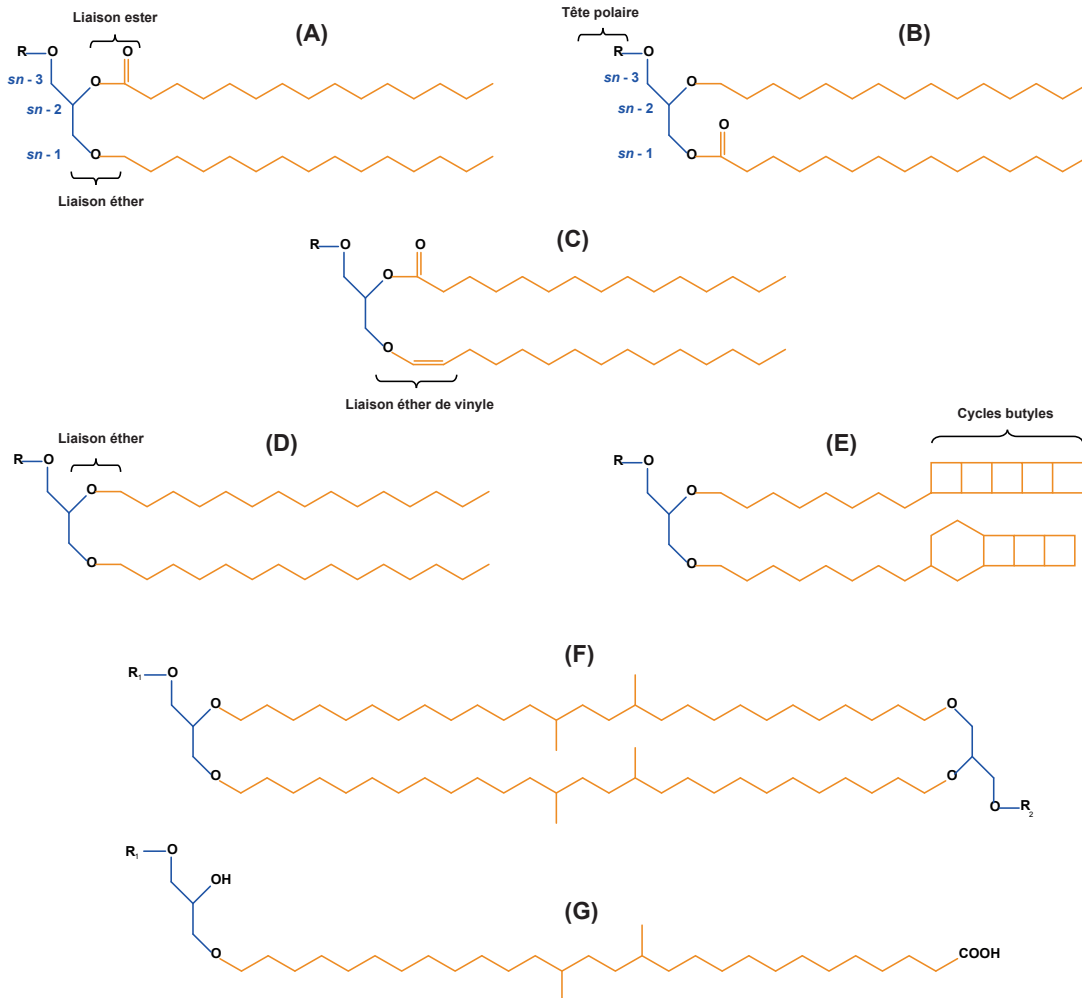 Liaison ester
(A)
R O O
sn - 3
O
sn - 2
sn - 1
O
Liaison éther
Tête polaire
(B)
R O
sn - 3
O
sn - 2
O
sn - 1
O
(C)
R O O
O
O
Liaison éther de vinyle
Liaison éther
(D)
R O
O
O
Cycles butyles
(E)
R O
O
O
(F)
R1 O
O O
O O
O R2
R1 O
OH
(G)
O COOH